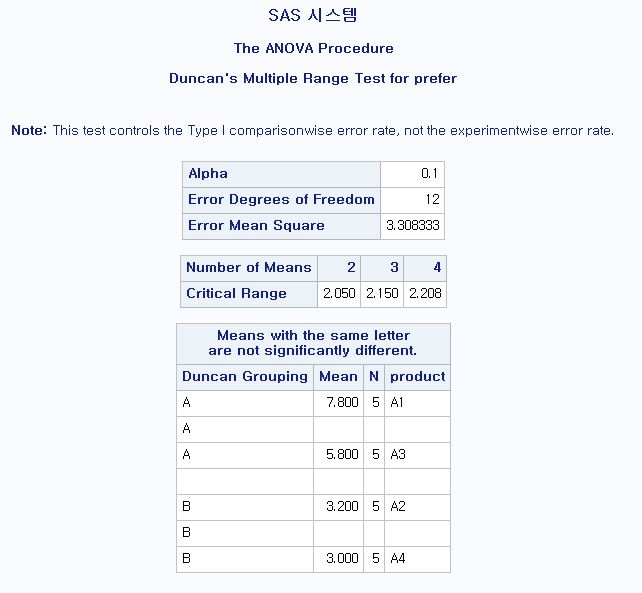 SAS 시스템
The ANOVA Procedure
Duncan's Multiple Range Test for prefer
Note: This test controls the Type I comparisonwise error rate, not the experimentwise error rate.
Alpha 0.1
Error Degrees of Freedom 12
Error Mean Square 3.308333
Number of Means 2 3 4
Critical Range 2.050 2.150 2.208
Means with the same letter
are not significantly different.
Duncan Grouping Mean N product
A 7.800 5 A1
A
A 5.800 5 A3
B 3.200 5 A2
B
B 3.000 5 A4